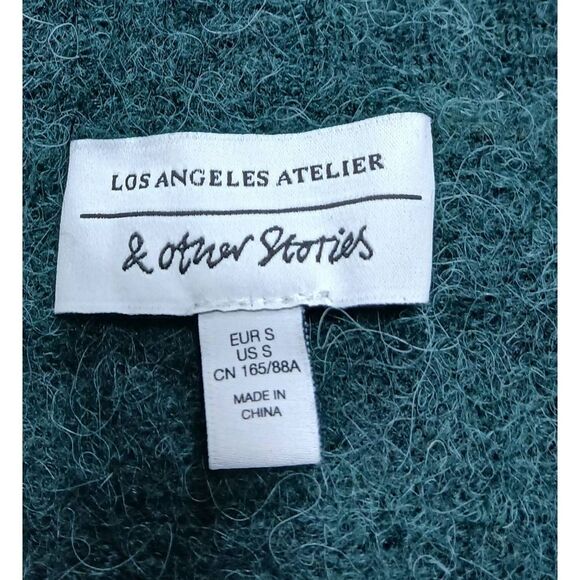 LOS ANGELES ATELIER
& other Stories
EUR S
US S
CN 165/88A
MADE IN
CHINA